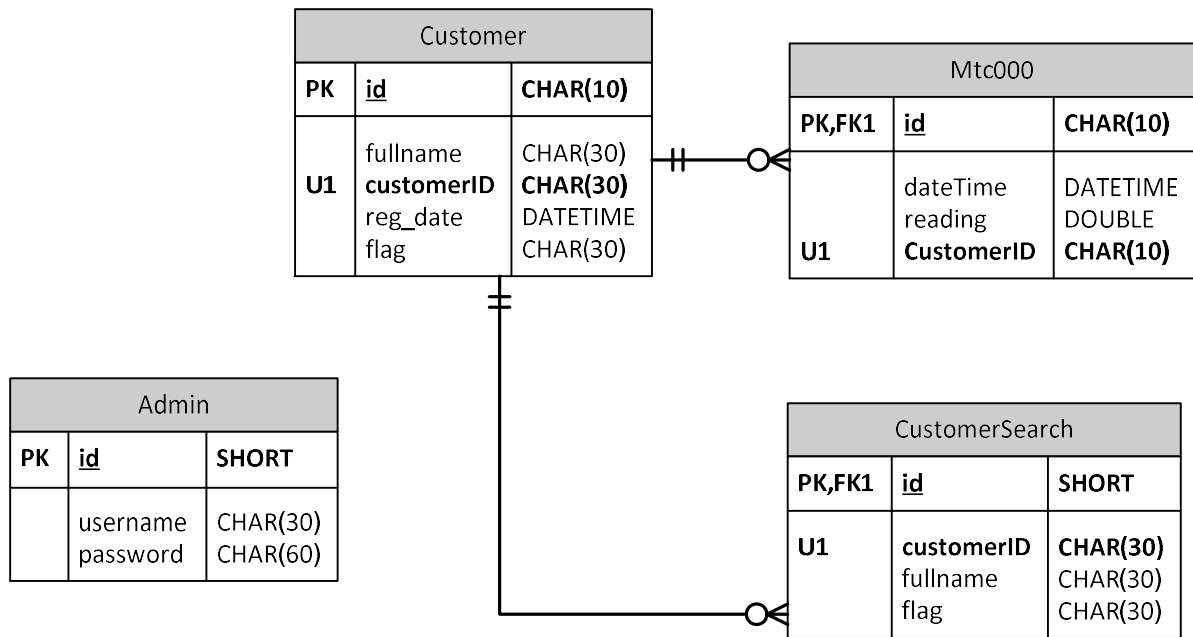 Customer
PK id CHAR(10)
fullname CHAR(30)
U1 customerID CHAR(30)
reg_date DATETIME
flag CHAR(30)
Mtc000
PK,FK1 id CHAR(10)
dateTime DATETIME
reading DOUBLE
U1 CustomerID CHAR(10)
Admin
PK id SHORT
username CHAR(30)
password CHAR(60)
CustomerSearch
PK,FK1 id SHORT
U1 customerID CHAR(30)
fullname CHAR(30)
flag CHAR(30)